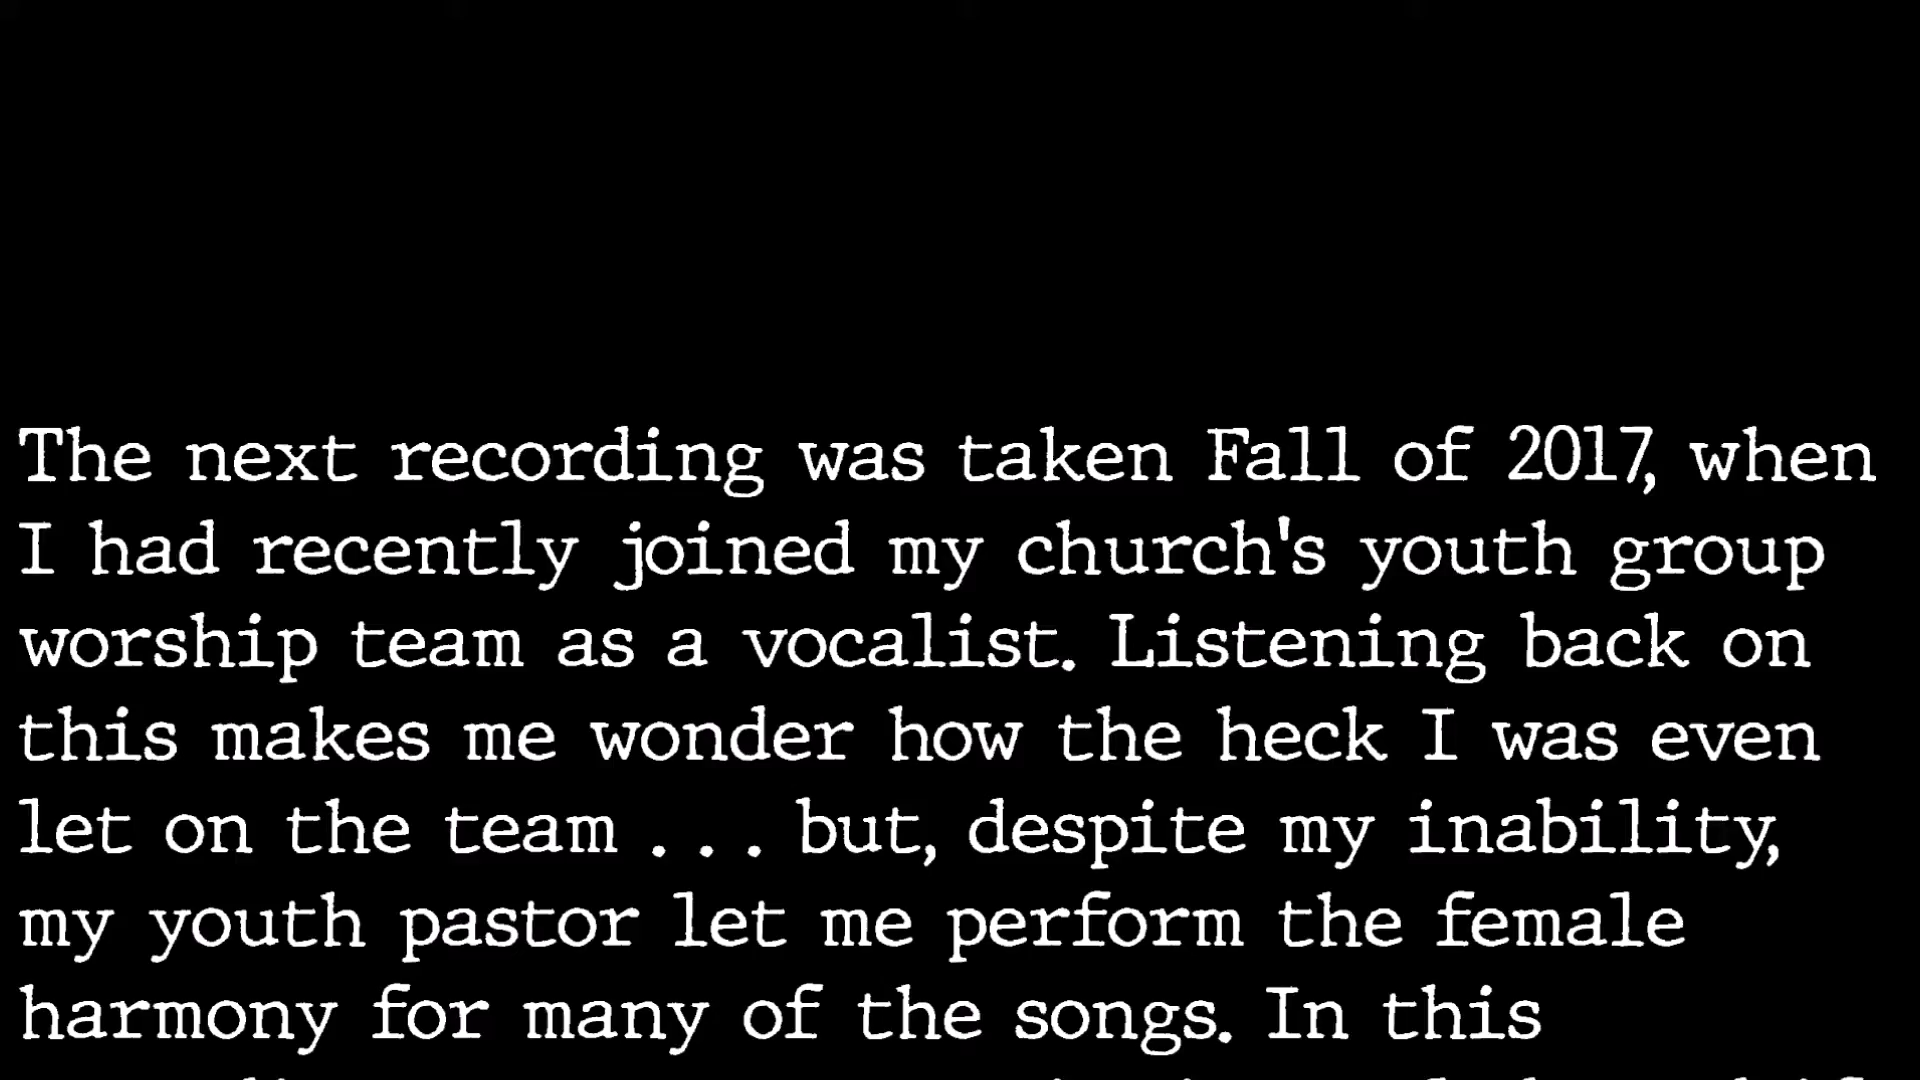 The next recording was taken Fall of 2017, when
I had recently joined my church's youth group
worship team as a vocalist. Listening back on
this makes me wonder how the heck I was even
let on the team . . . but, despite my inability,
my youth pastor let me perform the female
harmony for many of the songs. In this